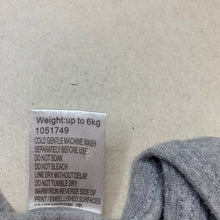 Weight:up to 6kg
1051749
COLD GENTLE MACHINE WASH
SEPARATELY BEFORE USE
DO NOT SOAK
DO NOT BLEACH
LINE DRY WITHOUT DELAY
DO NOT TUMBLE DRY
WARM IRON REVERSE SIDE OF
PRINT/EMBELLISHED SURFACES